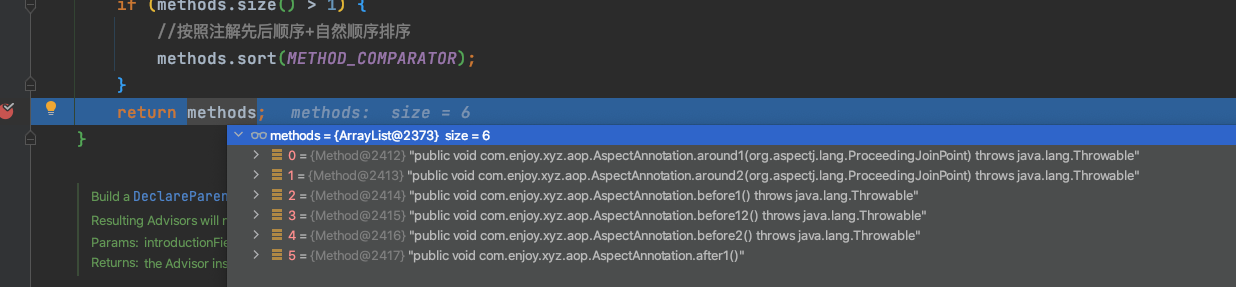 if (methods.size() > 1) {
//按照注解先后顺序+自然顺序排序
methods.sort(METHOD_COMPARATOR);
}
return methods; methods: size = 6
}
methods = {ArrayList@2373} size = 6
0 = {Method@2412} "public void com.enjoy.xyz.aop.AspectAnnotation.around1(org.aspectj.lang.ProceedingJoinPoint) throws java.lang.Throwable"
1 = {Method@2413} "public void com.enjoy.xyz.aop.AspectAnnotation.around2(org.aspectj.lang.ProceedingJoinPoint) throws java.lang.Throwable"
2 = {Method@2414} "public void com.enjoy.xyz.aop.AspectAnnotation.before1() throws java.lang.Throwable"
3 = {Method@2415} "public void com.enjoy.xyz.aop.AspectAnnotation.before12() throws java.lang.Throwable"
4 = {Method@2416} "public void com.enjoy.xyz.aop.AspectAnnotation.before2() throws java.lang.Throwable"
5 = {Method@2417} "public void com.enjoy.xyz.aop.AspectAnnotation.after1()"
Build a DeclareParen
Resulting Advisors will
Params: introductionFie
Returns: the Advisor ins